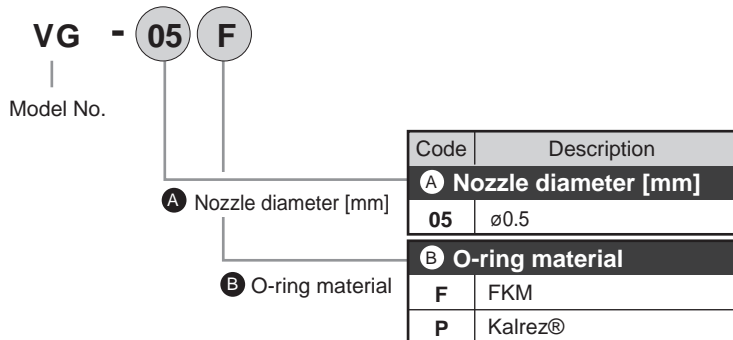 VG - 05 F
Model No.
A Nozzle diameter [mm]
B O-ring material
Code Description
A Nozzle diameter [mm]
05 ø0.5
B O-ring material
F FKM
P Kalrez®